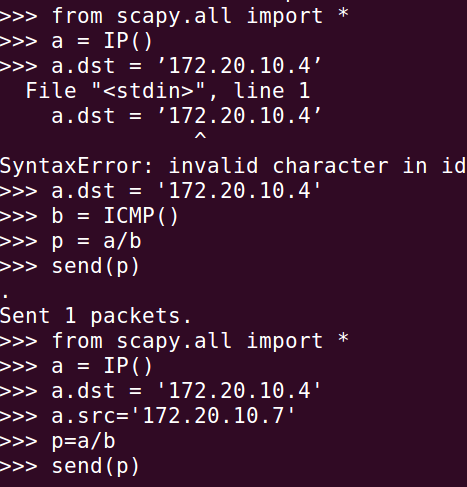 >>> from scapy.all import *
>>> a = IP()
>>> a.dst = ’172.20.10.4’
  File "<stdin>", line 1
    a.dst = ’172.20.10.4’
               ^
SyntaxError: invalid character in id
>>> a.dst = '172.20.10.4'
>>> b = ICMP()
>>> p = a/b
>>> send(p)
.
Sent 1 packets.
>>> from scapy.all import *
>>> a = IP()
>>> a.dst = '172.20.10.4'
>>> a.src='172.20.10.7'
>>> p=a/b
>>> send(p)